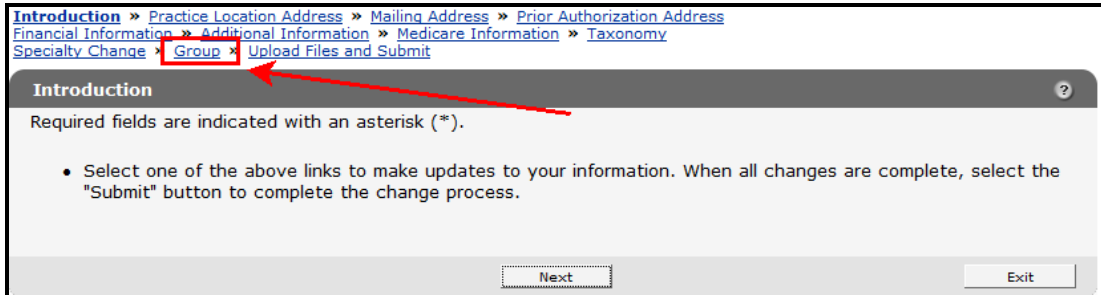 Introduction » Practice Location Address » Mailing Address » Prior Authorization Address
Financial Information » Additional Information » Medicare Information » Taxonomy
Specialty Change » Group » Upload Files and Submit
Introduction ?
Required fields are indicated with an asterisk (*).
• Select one of the above links to make updates to your information. When all changes are complete, select the
"Submit" button to complete the change process.
Next Exit